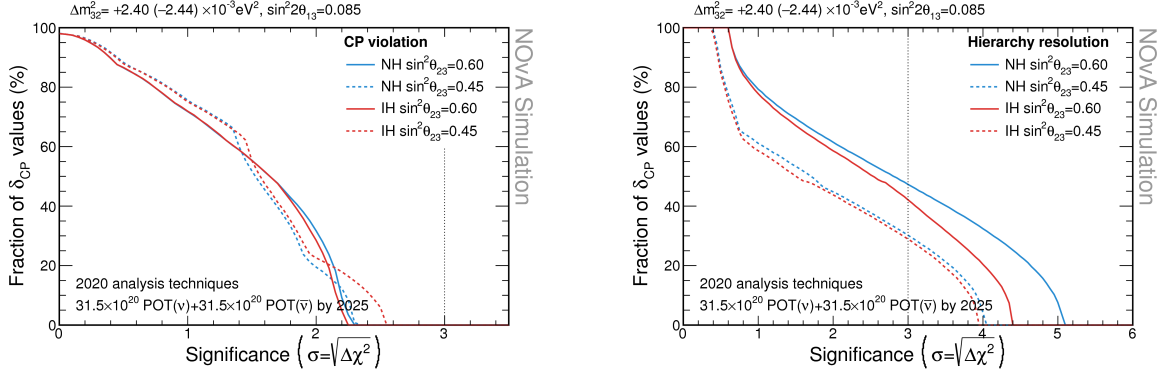 Δm²₃₂= +2.40 (−2.44) ×10⁻³eV², sin²2θ₁₃=0.085
CP violation
NH sin²θ₂₃=0.60
NH sin²θ₂₃=0.45
IH sin²θ₂₃=0.60
IH sin²θ₂₃=0.45
Fraction of δ_CP values (%)
100
80
60
40
20
0
2020 analysis techniques
31.5×10²⁰ POT(ν)+31.5×10²⁰ POT(ν̄) by 2025
0 1 2 3
Significance ( σ=√Δχ² )
NOvA Simulation
Δm²₃₂= +2.40 (−2.44) ×10⁻³eV², sin²2θ₁₃=0.085
Hierarchy resolution
NH sin²θ₂₃=0.60
NH sin²θ₂₃=0.45
IH sin²θ₂₃=0.60
IH sin²θ₂₃=0.45
Fraction of δ_CP values (%)
100
80
60
40
20
0
2020 analysis techniques
31.5×10²⁰ POT(ν)+31.5×10²⁰ POT(ν̄) by 2025
0 1 2 3 4 5 6
Significance ( σ=√Δχ² )
NOvA Simulation